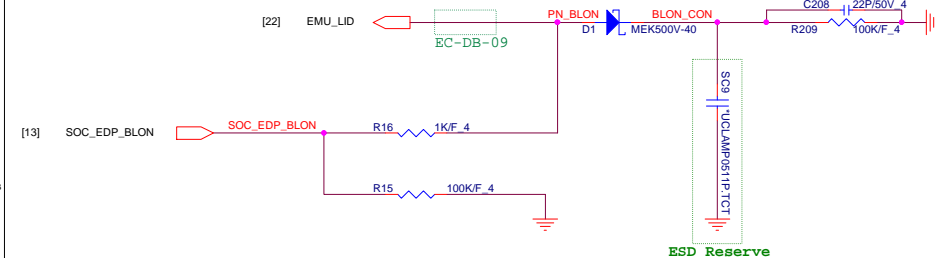 C208 22P/50V_4
[22] EMU_LID PN_BLON BLON_CON
D1 MEK500V-40 R209 100K/F_4
EC-DB-09
SC9
*UCLAMP0511P.TCT
[13] SOC_EDP_BLON SOC_EDP_BLON R16 1K/F_4
R15 100K/F_4
ESD Reserve